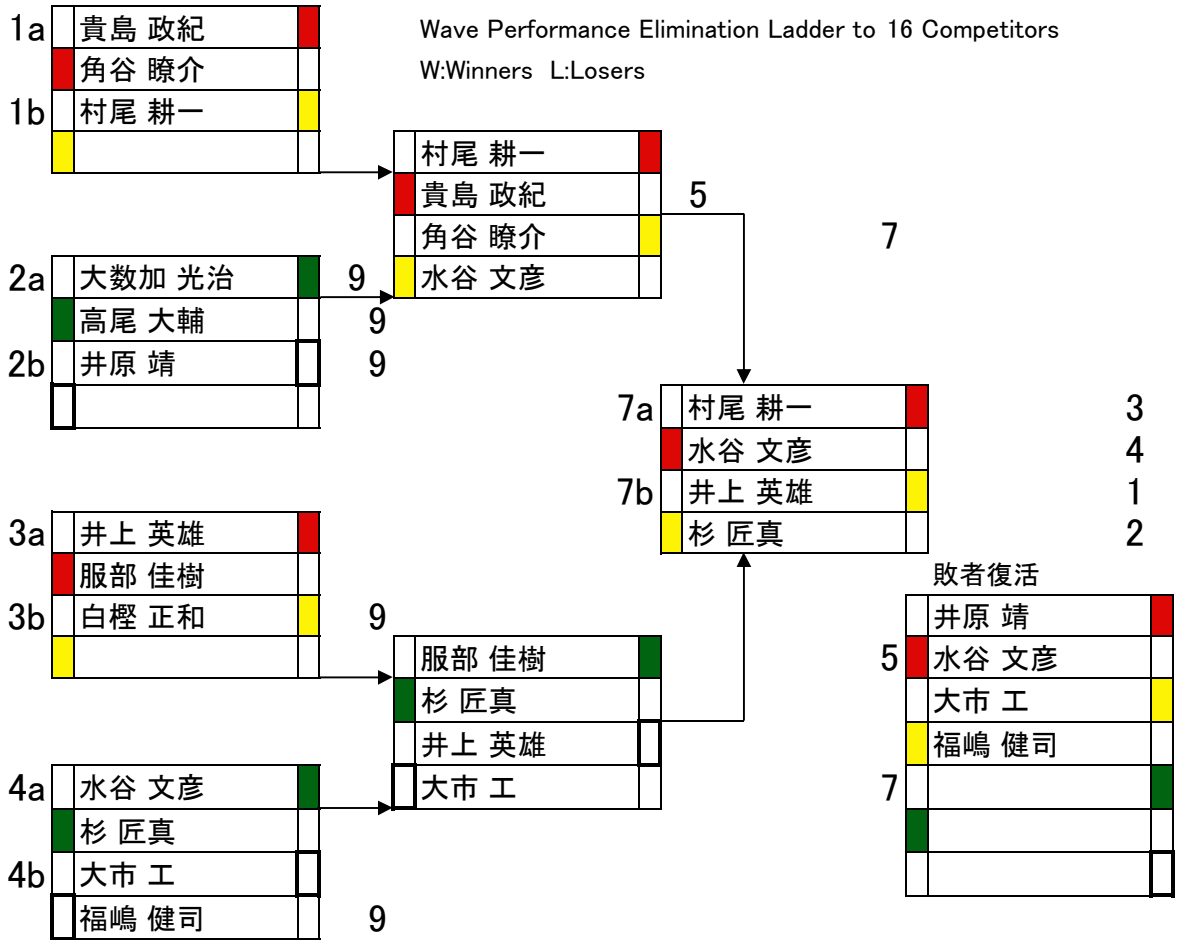 Wave Performance Elimination Ladder to 16 Competitors
W:Winners L:Losers
1a 貴島 政紀
角谷 瞭介
1b 村尾 耕一
村尾 耕一
貴島 政紀 5
角谷 瞭介 7
水谷 文彦
2a 大数加 光治 9
高尾 大輔 9
2b 井原 靖 9
7a 村尾 耕一 3
水谷 文彦 4
7b 井上 英雄 1
杉 匠真 2
3a 井上 英雄
服部 佳樹
3b 白樫 正和 9
服部 佳樹
杉 匠真
井上 英雄
大市 工
敗者復活
井原 靖
5 水谷 文彦
大市 工
福嶋 健司
7
4a 水谷 文彦
杉 匠真
4b 大市 工
福嶋 健司 9